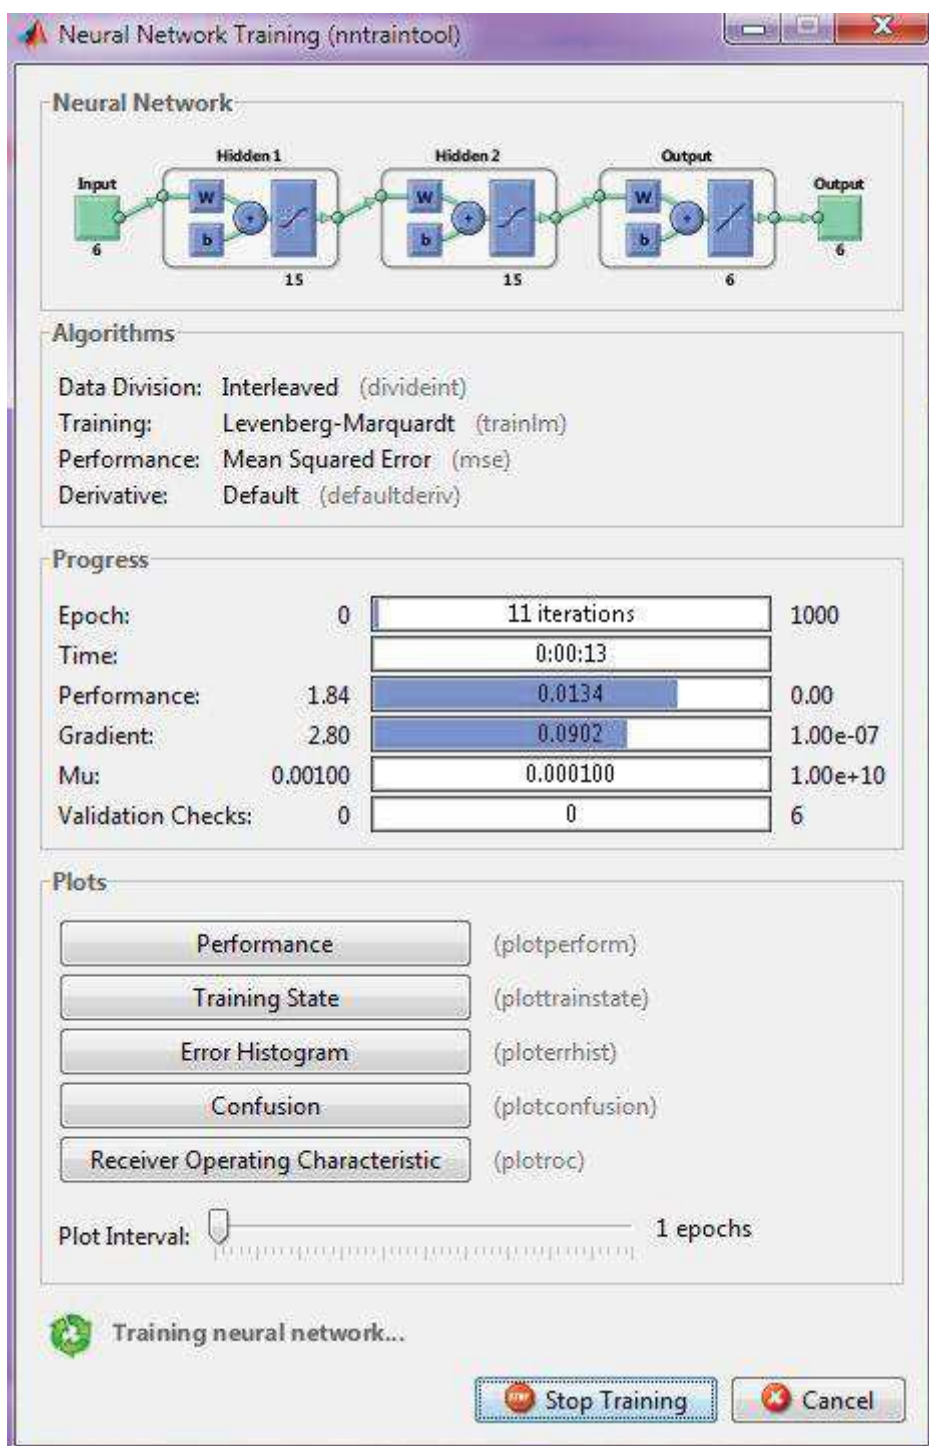 Neural Network Training (nntraintool)
Neural Network
Hidden 1 Hidden 2 Output
Input Output
W W W
+ + +
b b b
6 6
15 15 6
Algorithms
Data Division: Interleaved (divideint)
Training: Levenberg-Marquardt (trainlm)
Performance: Mean Squared Error (mse)
Derivative: Default (defaultderiv)
Progress
Epoch: 0 11 iterations 1000
Time: 0:00:13
Performance: 1.84 0.0134 0.00
Gradient: 2.80 0.0902 1.00e-07
Mu: 0.00100 0.000100 1.00e+10
Validation Checks: 0 0 6
Plots
Performance (plotperform)
Training State (plottrainstate)
Error Histogram (ploterrhist)
Confusion (plotconfusion)
Receiver Operating Characteristic (plotroc)
Plot Interval: 1 epochs
Training neural network...
STOP Stop Training Cancel